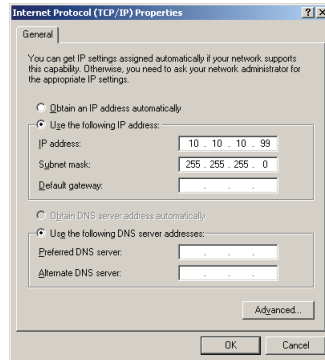 Internet Protocol (TCP/IP) Properties
General
You can get IP settings assigned automatically if your network supports
this capability. Otherwise, you need to ask your network administrator for
the appropriate IP settings.
Obtain an IP address automatically
Use the following IP address:
IP address: 10 . 10 . 10 . 99
Subnet mask: 255 . 255 . 255 . 0
Default gateway: . . .
Obtain DNS server address automatically
Use the following DNS server addresses:
Preferred DNS server: . . .
Alternate DNS server: . . .
Advanced...
OK Cancel